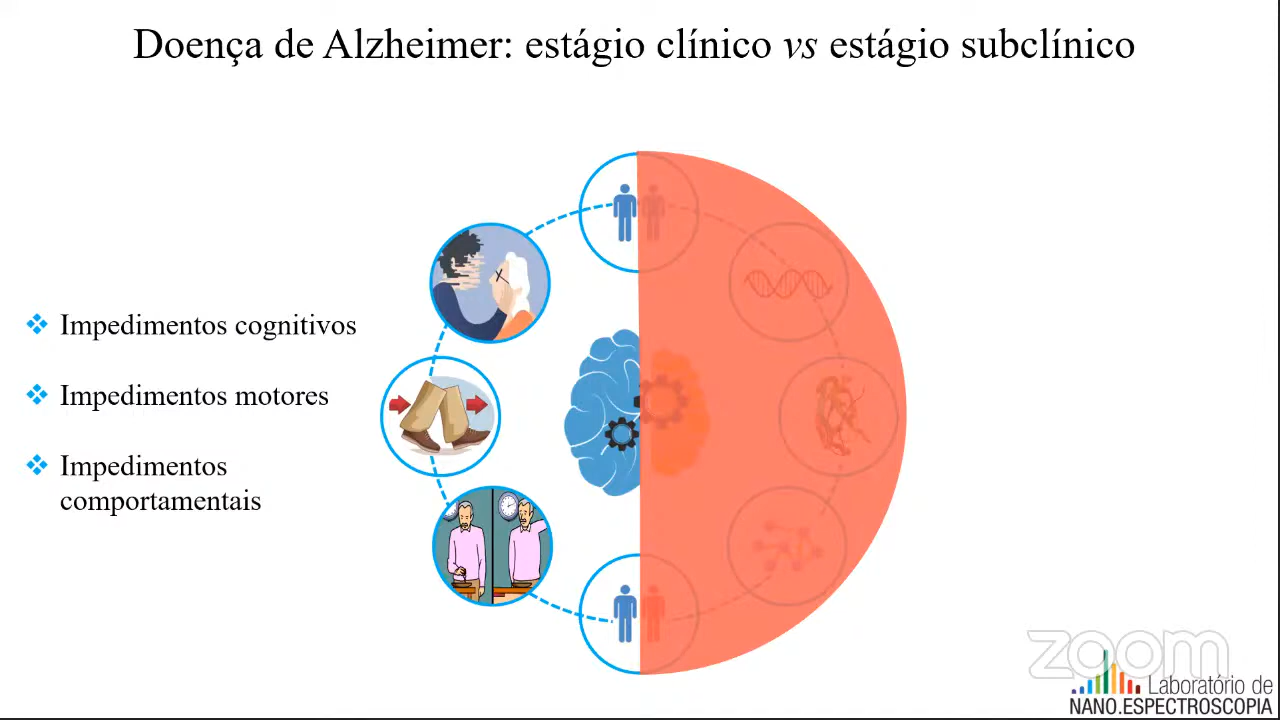 Doença de Alzheimer: estágio clínico vs estágio subclínico
Impedimentos cognitivos
Impedimentos motores
Impedimentos
comportamentais
zoom
Laboratório de
NANO.ESPECTROSCOPIA